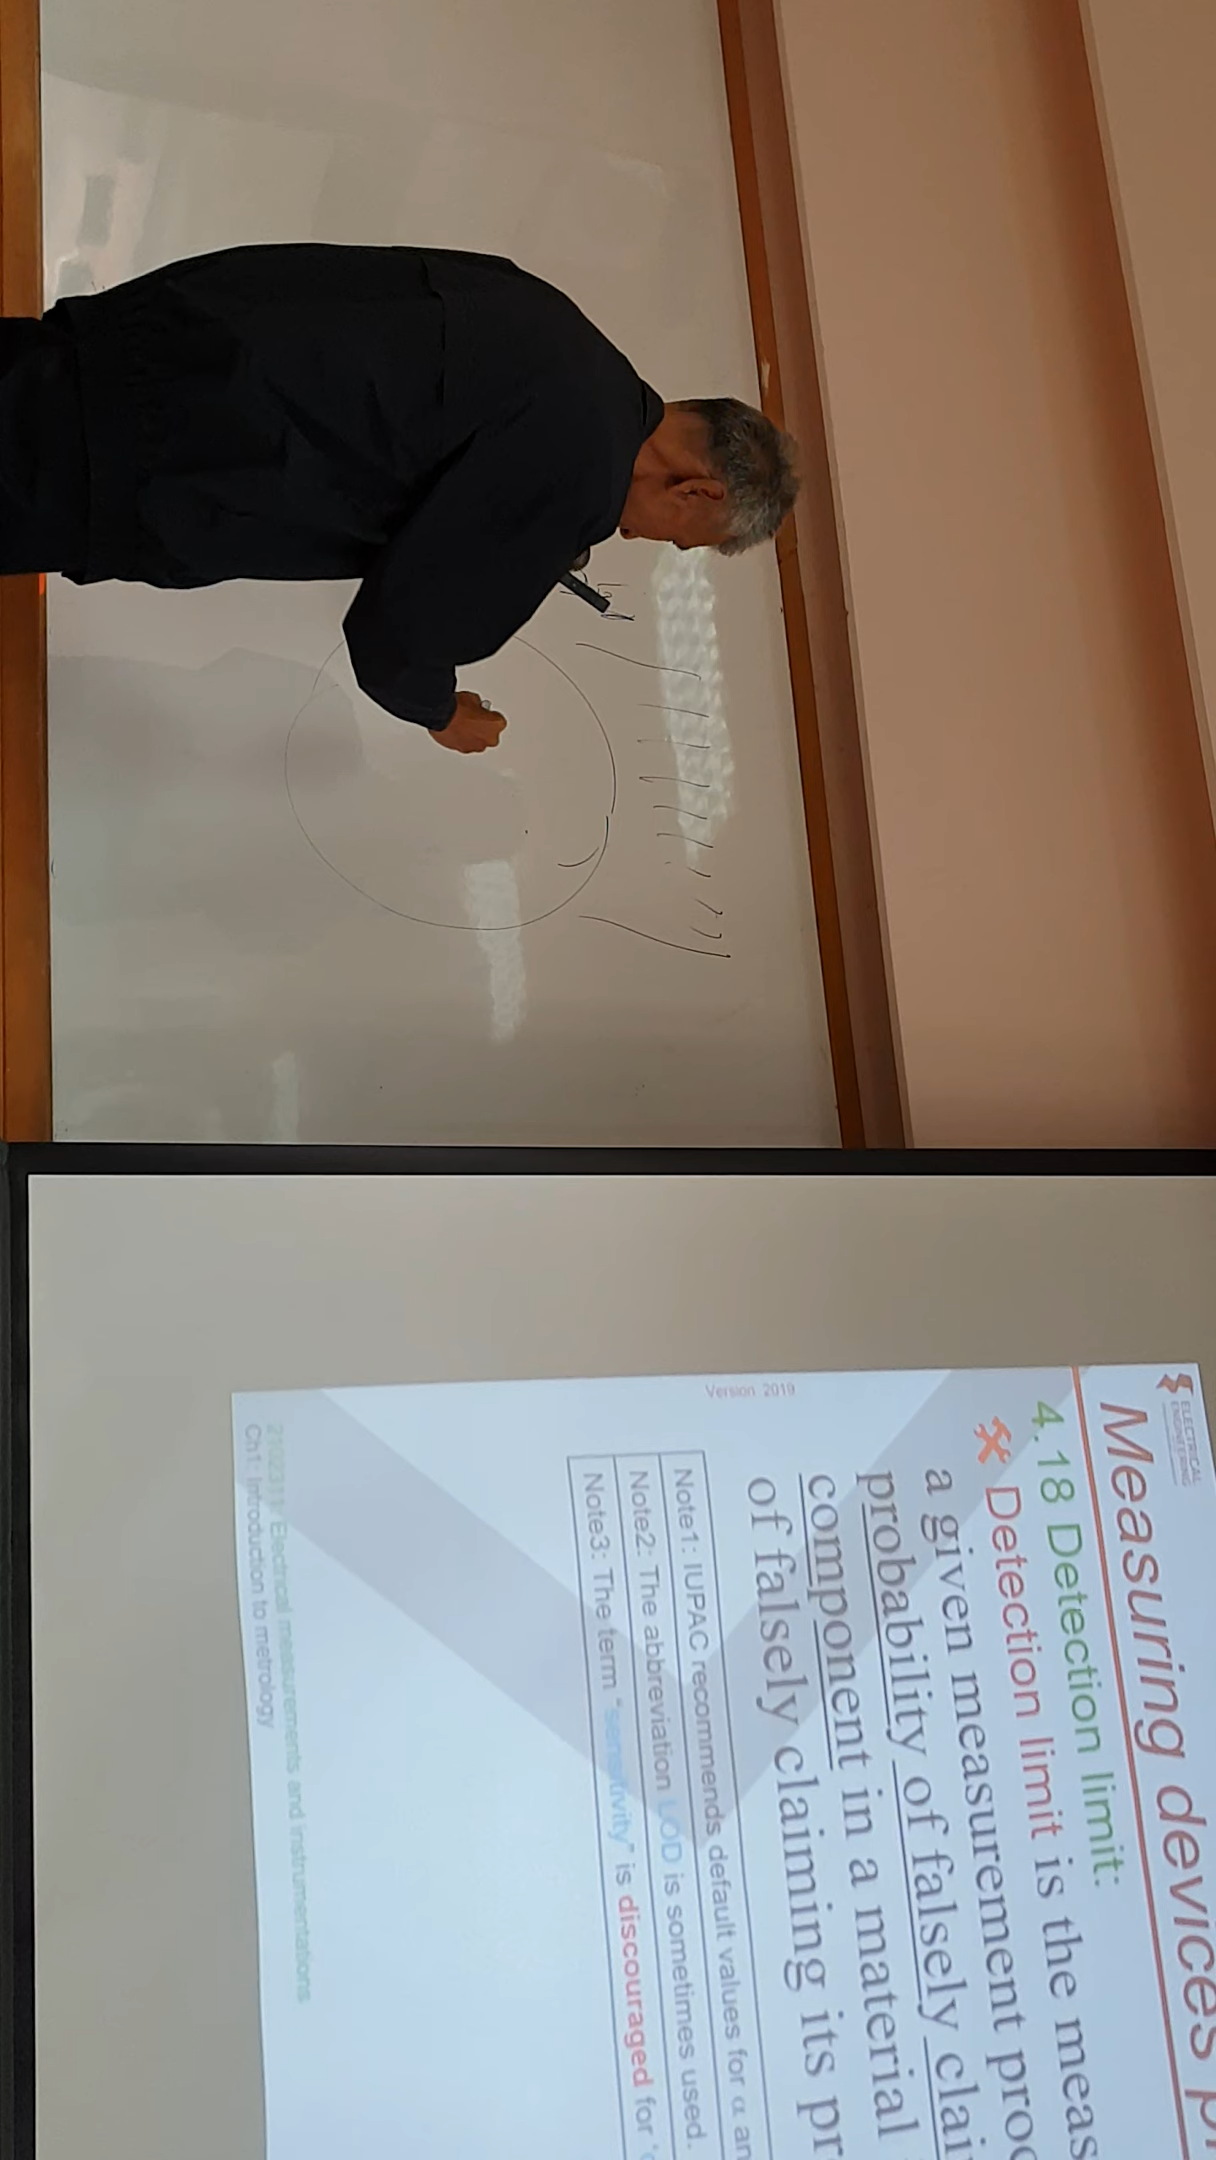 ELECTRICAL
ENGINEERING
Measuring devices
4.18 Detection limit:
Detection limit is the meas
a given measurement proc
probability of falsely clai
component in a material
of falsely claiming its pr
Note1: IUPAC recommends default values for α an
Note2: The abbreviation LOD is sometimes used.
Note3: The term "sensitivity" is discouraged for
Version 2019
2102311: Electrical measurements and instrumentations
Ch1: Introduction to metrology